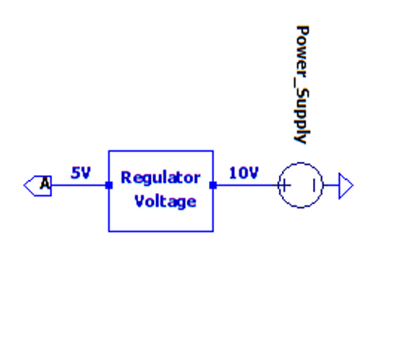 Power_Supply
A
5V
Regulator
Voltage
10V